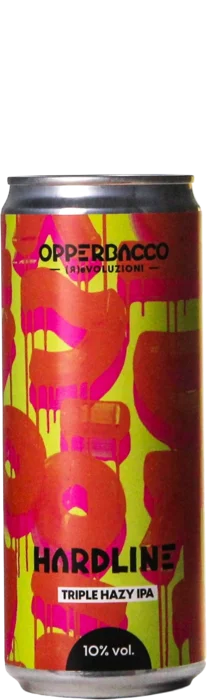 OPPERBACCO
(R)eVOLUZIONI
HARDLINE
TRIPLE HAZY IPA
10% vol.